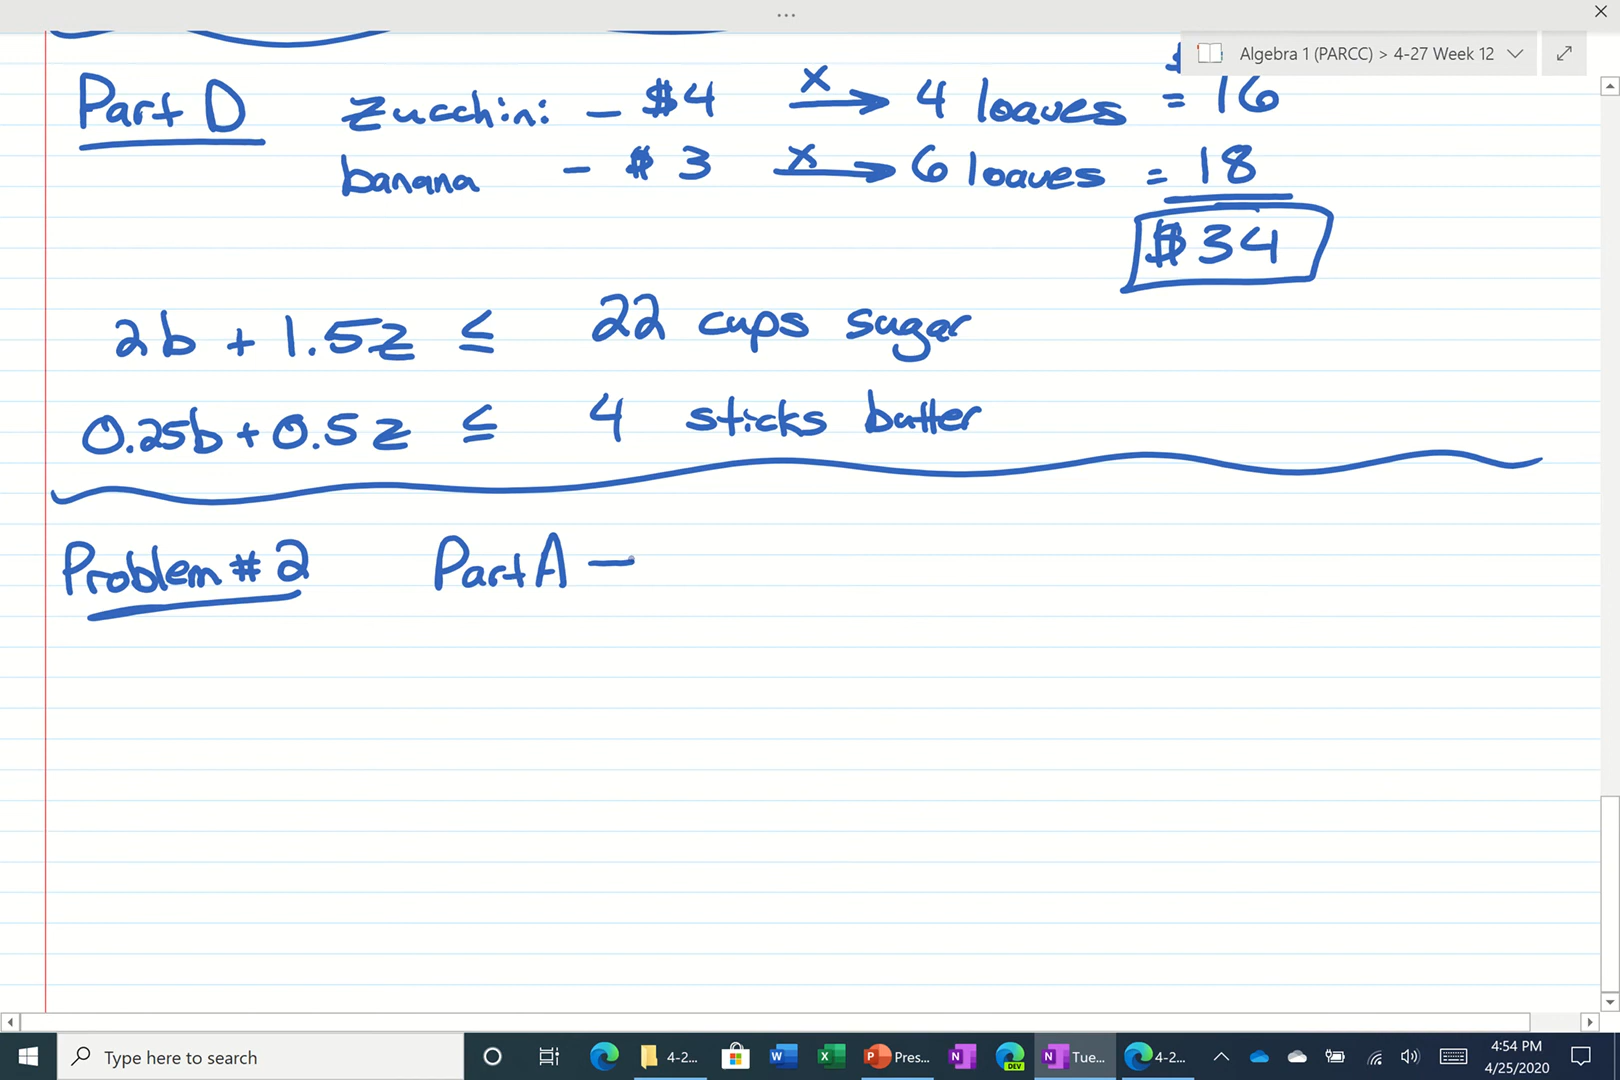 Algebra 1 (PARCC) > 4-27 Week 12
Part D zucchini - $4 x → 4 loaves = 16
banana - $ 3 x → 6 loaves = 18
$34
2b + 1.5z ≤ 22 cups sugar
0.25b + 0.5z ≤ 4 sticks butter
Problem # 2 Part A -
Type here to search
4-2...
Pres...
DEV
Tue...
4-2...
4:54 PM
4/25/2020